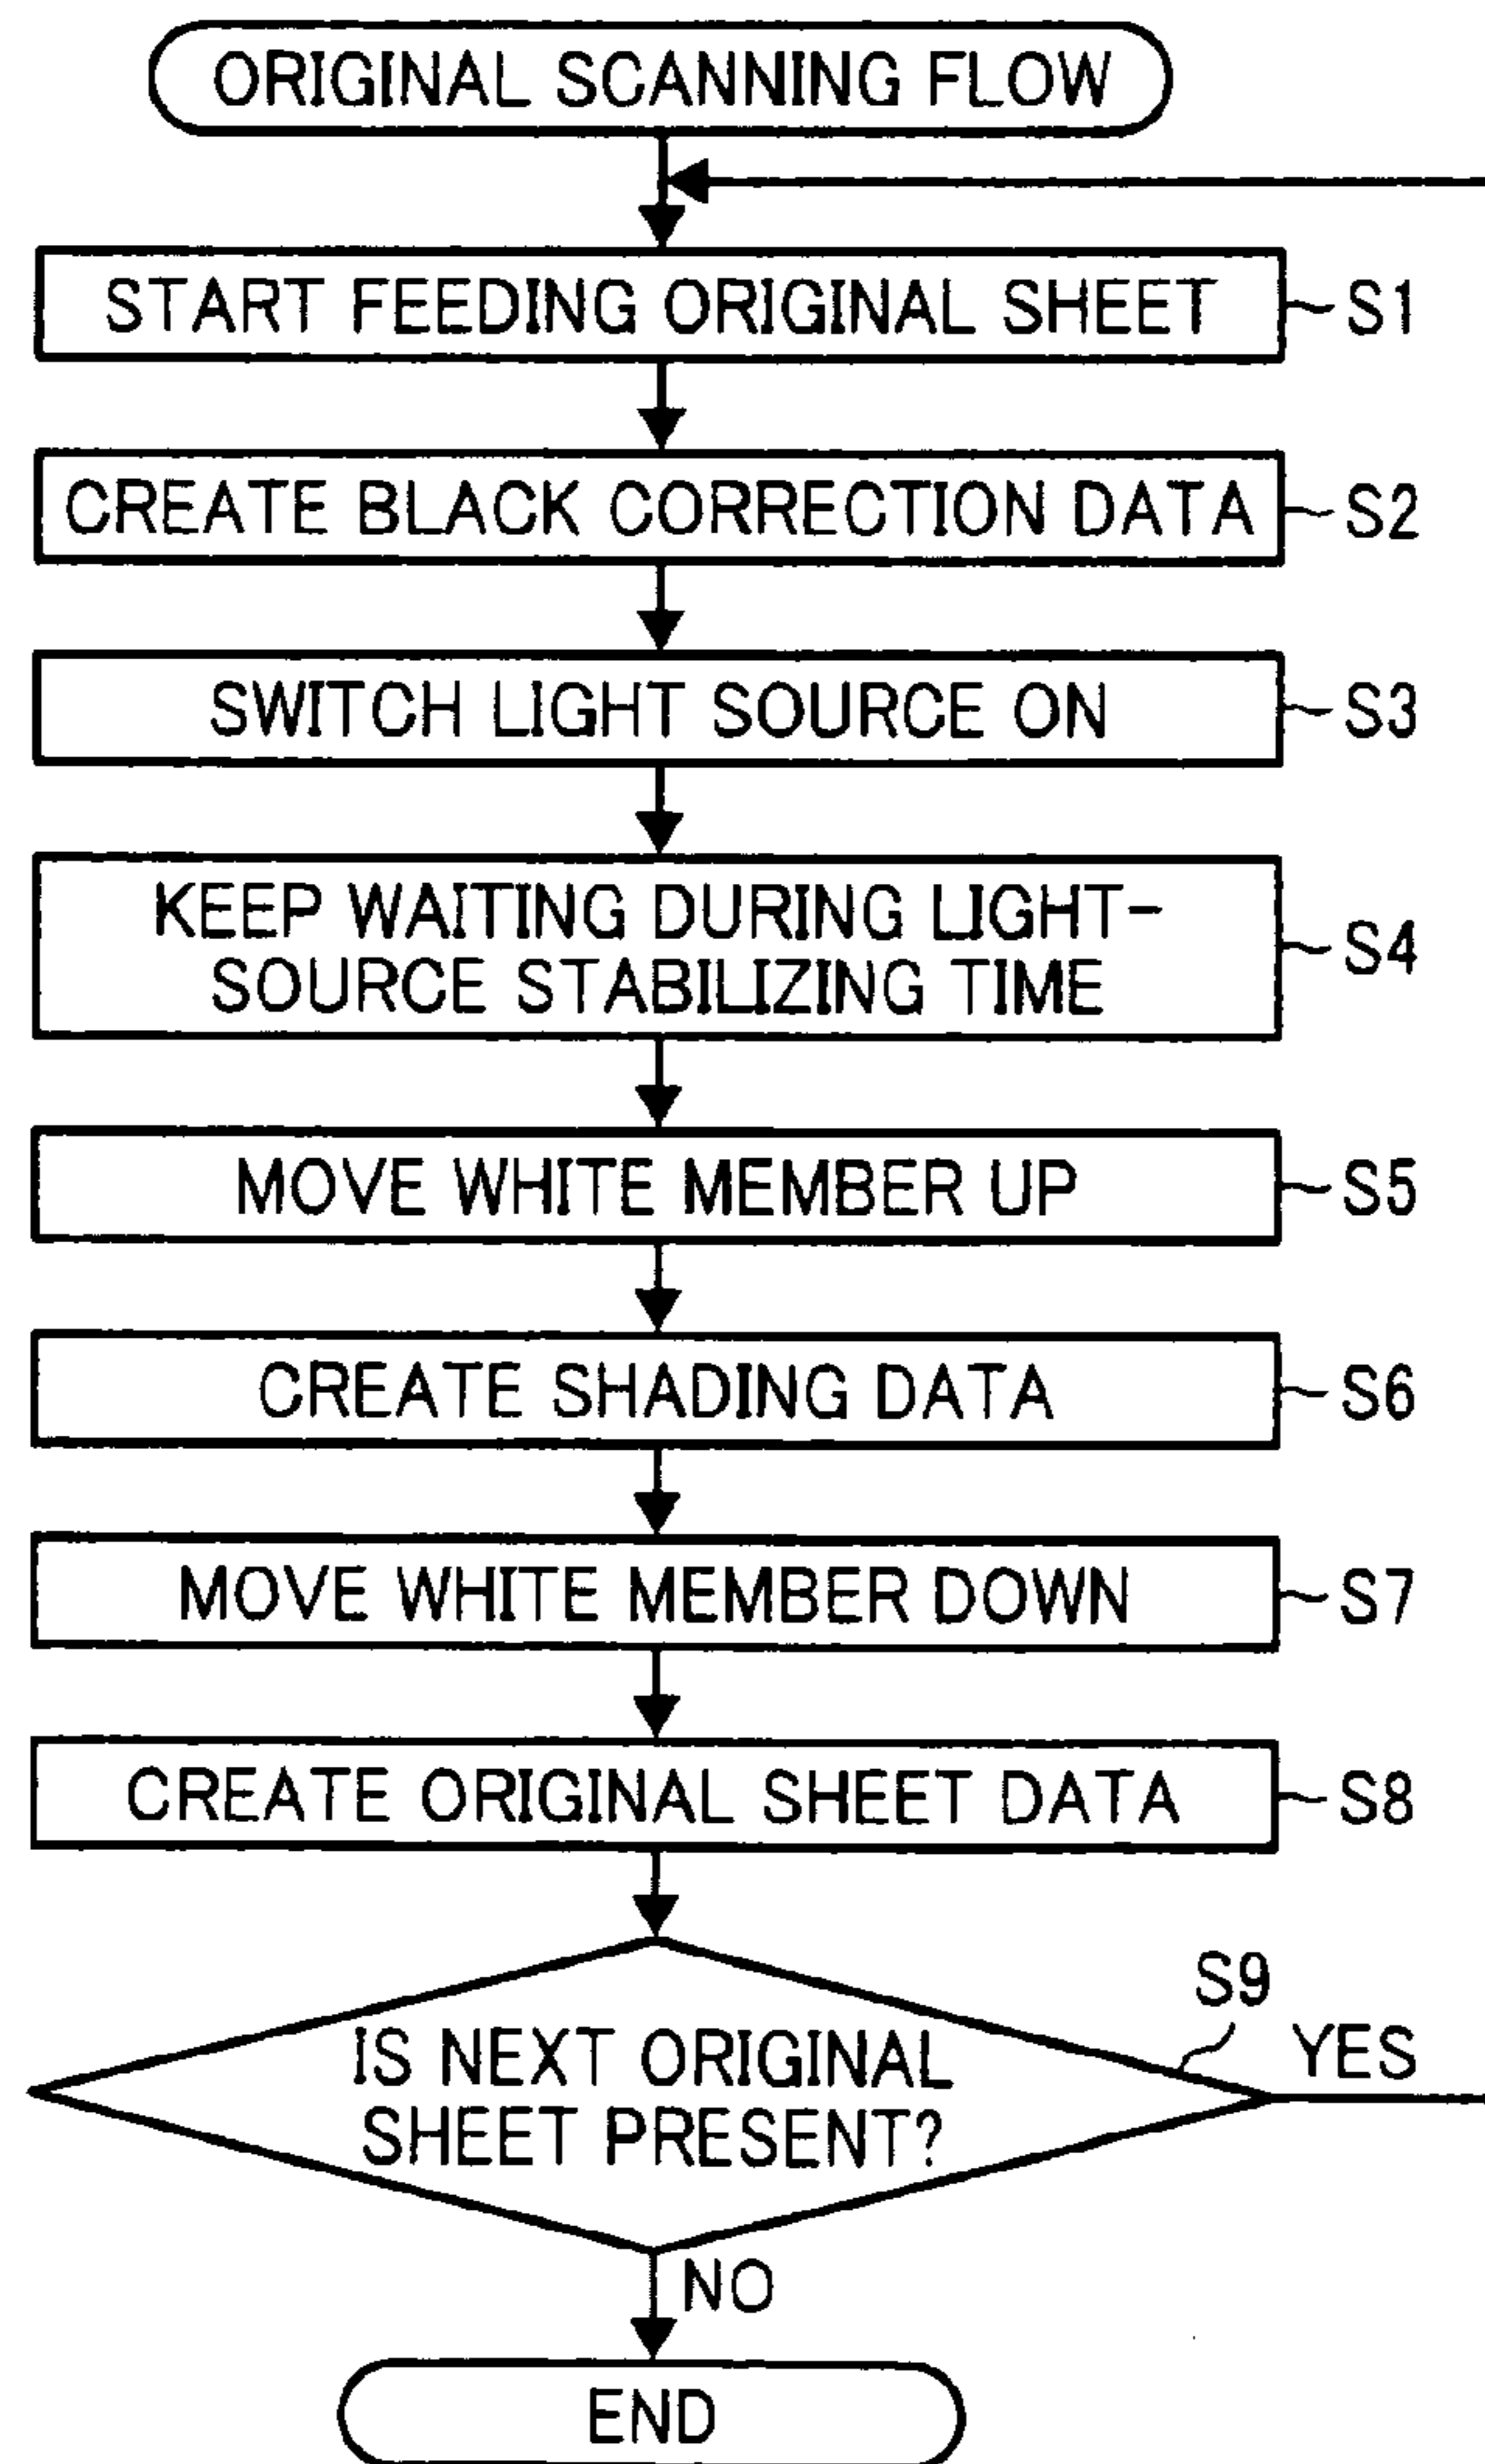 ORIGINAL SCANNING FLOW
START FEEDING ORIGINAL SHEET
S1
CREATE BLACK CORRECTION DATA
S2
SWITCH LIGHT SOURCE ON
S3
KEEP WAITING DURING LIGHT-
SOURCE STABILIZING TIME
S4
MOVE WHITE MEMBER UP
S5
CREATE SHADING DATA
S6
MOVE WHITE MEMBER DOWN
S7
CREATE ORIGINAL SHEET DATA
S8
S9
IS NEXT ORIGINAL
SHEET PRESENT?
YES
NO
END